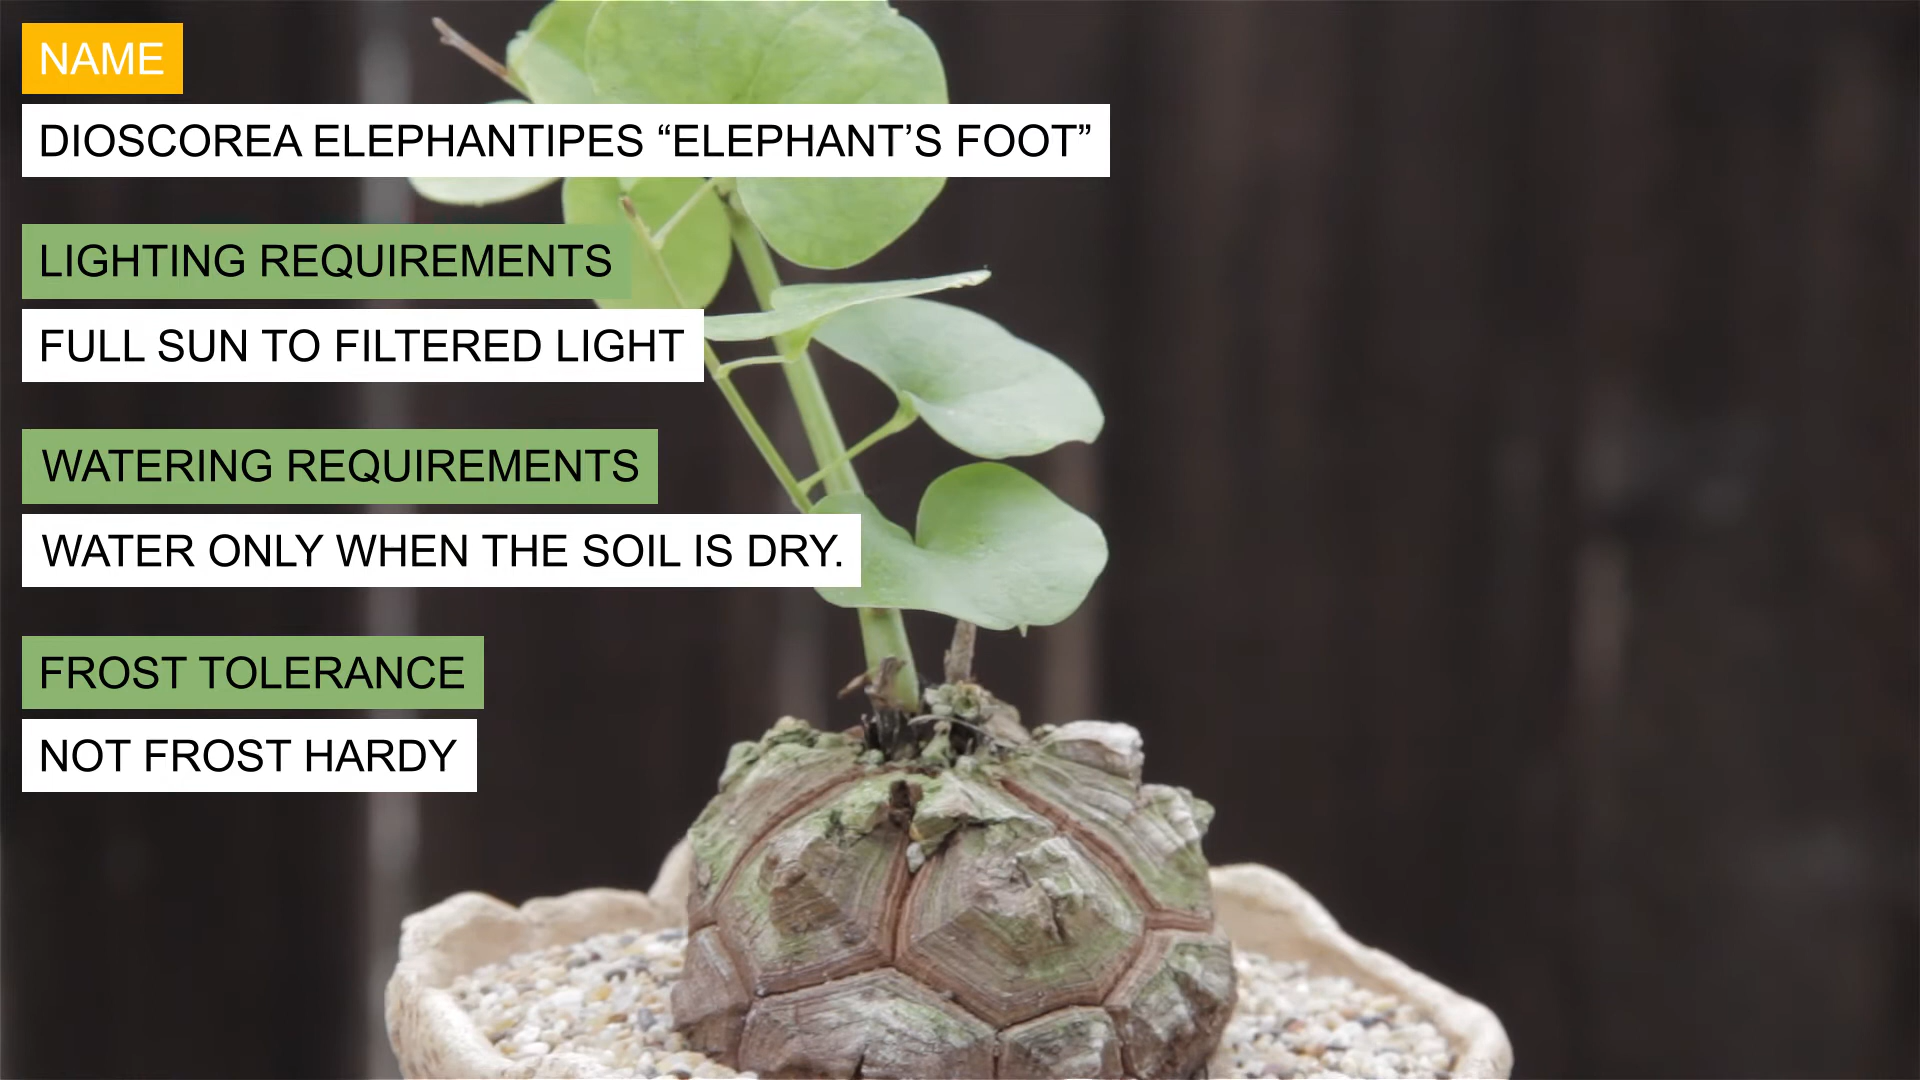 NAME
DIOSCOREA ELEPHANTIPES “ELEPHANT’S FOOT”
LIGHTING REQUIREMENTS
FULL SUN TO FILTERED LIGHT
WATERING REQUIREMENTS
WATER ONLY WHEN THE SOIL IS DRY.
FROST TOLERANCE
NOT FROST HARDY